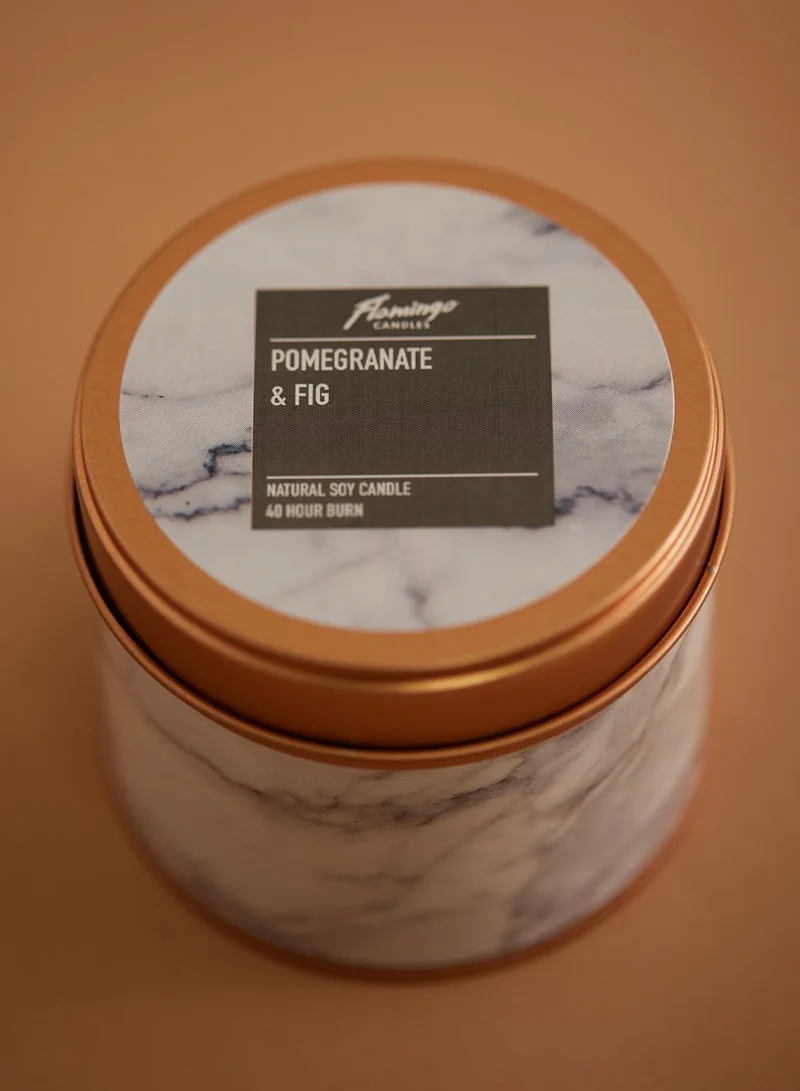 Flamingo
CANDLES
POMEGRANATE
& FIG
NATURAL SOY CANDLE
40 HOUR BURN